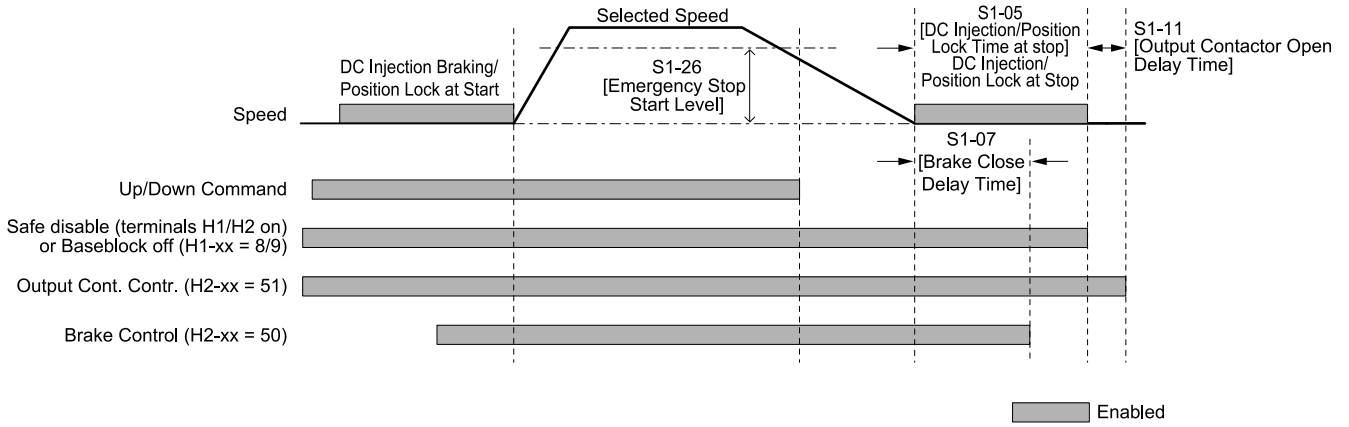 Selected Speed
S1-05
[DC Injection/Position
Lock Time at stop]
DC Injection/
Position Lock at Stop
S1-11
[Output Contactor Open
Delay Time]
DC Injection Braking/
Position Lock at Start
S1-26
[Emergency Stop
Start Level]
Speed
S1-07
[Brake Close
Delay Time]
Up/Down Command
Safe disable (terminals H1/H2 on)
or Baseblock off (H1-xx = 8/9)
Output Cont. Contr. (H2-xx = 51)
Brake Control (H2-xx = 50)
Enabled